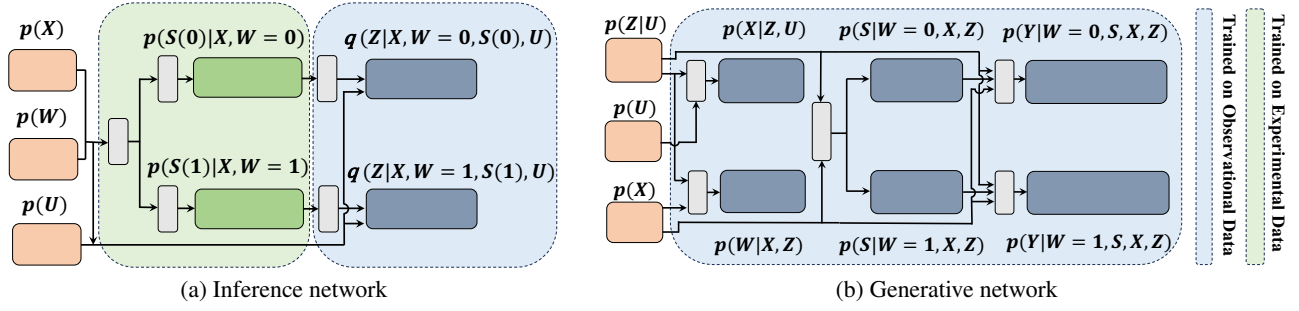 p(X)
p(W)
p(U)
p(S(0)|X, W = 0)
p(S(1)|X, W = 1)
q(Z|X, W = 0, S(0), U)
q(Z|X, W = 1, S(1), U)
(a) Inference network
p(Z|U)
p(U)
p(X)
p(X|Z, U)
p(S|W = 0, X, Z)
p(Y|W = 0, S, X, Z)
p(W|X, Z)
p(S|W = 1, X, Z)
p(Y|W = 1, S, X, Z)
(b) Generative network
Trained on Observational Data
Trained on Experimental Data